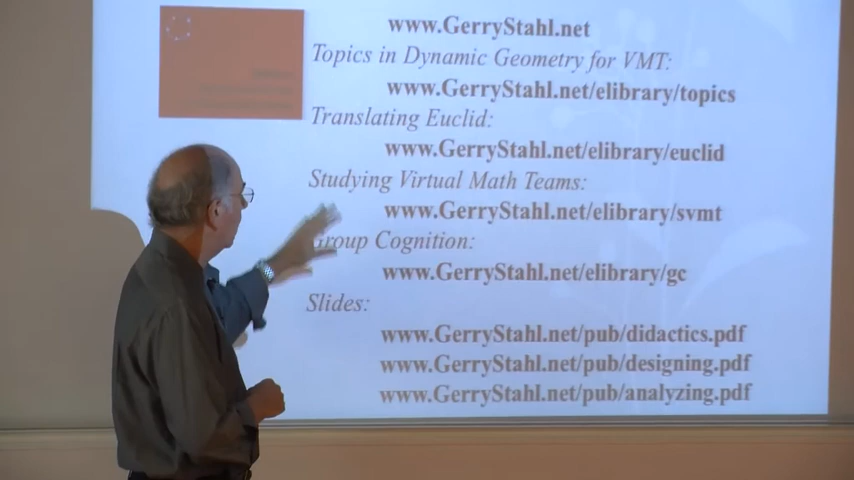 www.GerryStahl.net
Topics in Dynamic Geometry for VMT:
www.GerryStahl.net/elibrary/topics
Translating Euclid:
www.GerryStahl.net/elibrary/euclid
Studying Virtual Math Teams:
www.GerryStahl.net/elibrary/svmt
Group Cognition:
www.GerryStahl.net/elibrary/gc
Slides:
www.GerryStahl.net/pub/didactics.pdf
www.GerryStahl.net/pub/designing.pdf
www.GerryStahl.net/pub/analyzing.pdf